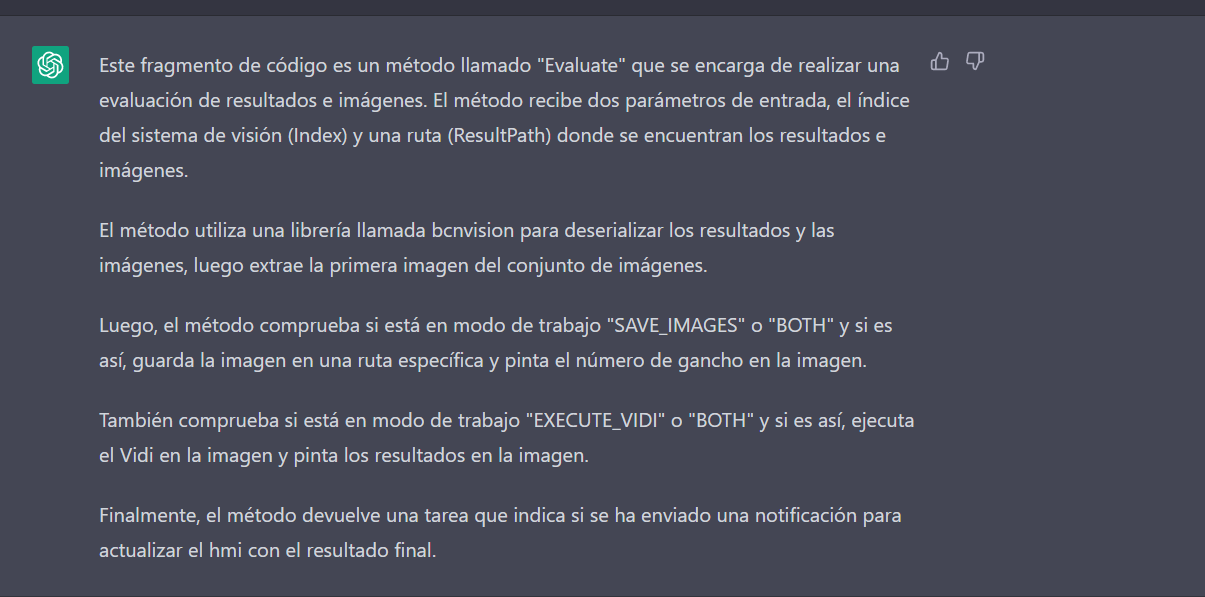 Este fragmento de código es un método llamado "Evaluate" que se encarga de realizar una
evaluación de resultados e imágenes. El método recibe dos parámetros de entrada, el índice
del sistema de visión (Index) y una ruta (ResultPath) donde se encuentran los resultados e
imágenes.
El método utiliza una librería llamada bcnvision para deserializar los resultados y las
imágenes, luego extrae la primera imagen del conjunto de imágenes.
Luego, el método comprueba si está en modo de trabajo "SAVE_IMAGES" o "BOTH" y si es
así, guarda la imagen en una ruta específica y pinta el número de gancho en la imagen.
También comprueba si está en modo de trabajo "EXECUTE_VIDI" o "BOTH" y si es así, ejecuta
el Vidi en la imagen y pinta los resultados en la imagen.
Finalmente, el método devuelve una tarea que indica si se ha enviado una notificación para
actualizar el hmi con el resultado final.